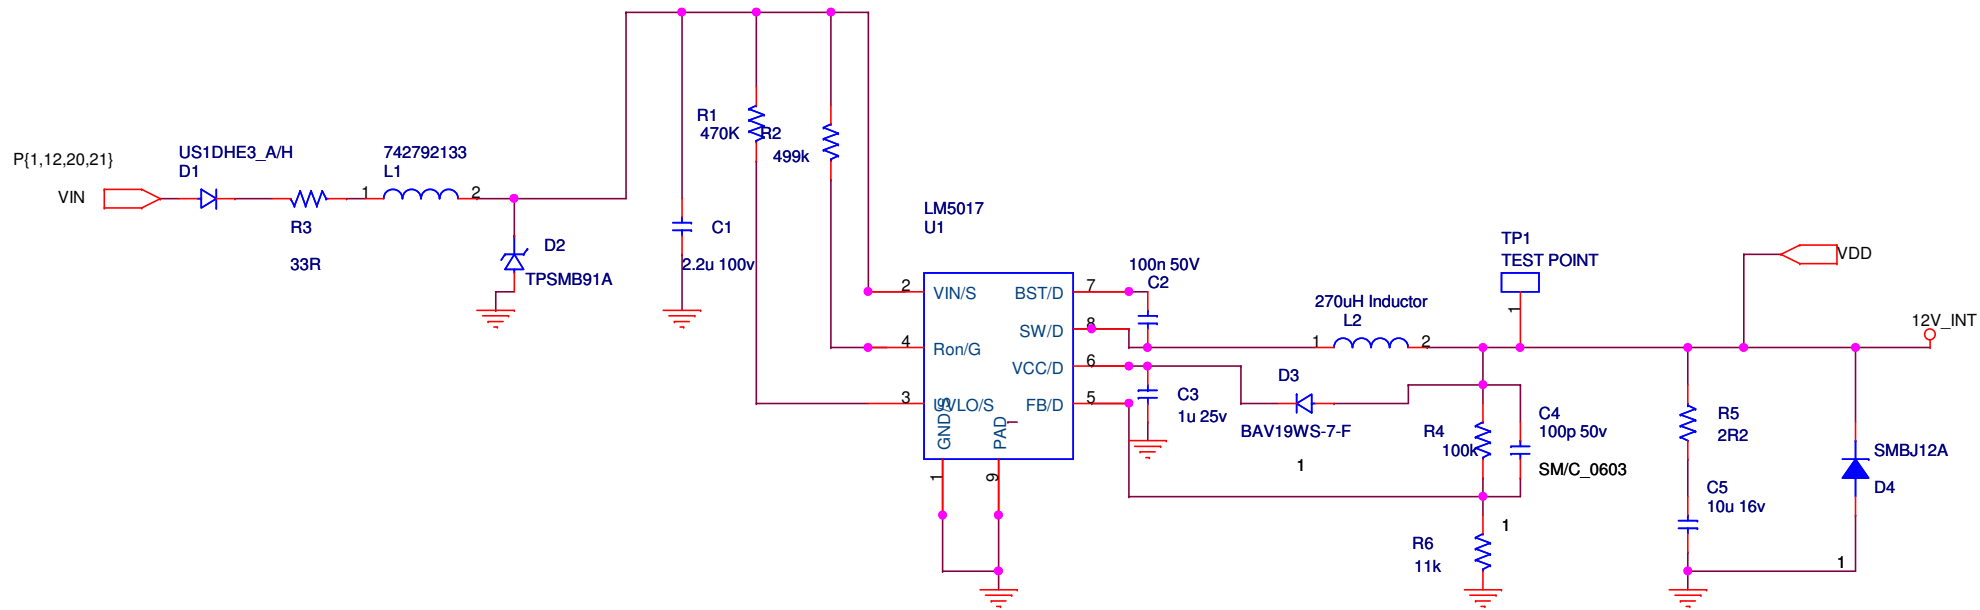 P{1,12,20,21}
VIN
US1DHE3_A/H
D1
R3
33R
742792133
L1
1
2
D2
TPSMB91A
C1
2.2u 100v
R1
470K
R2
499k
LM5017
U1
2
VIN/S
4
Ron/G
3
UVLO/S
GND/S
1
PAD
9
BST/D
7
SW/D
8
VCC/D
6
FB/D
5
100n 50V
C2
C3
1u 25v
270uH Inductor
L2
1
2
D3
BAV19WS-7-F
1
TP1
TEST POINT
1
R4
100k
C4
100p 50v
SM/C_0603
1
R6
11k
R5
2R2
C5
10u 16v
VDD
12V_INT
SMBJ12A
D4
1